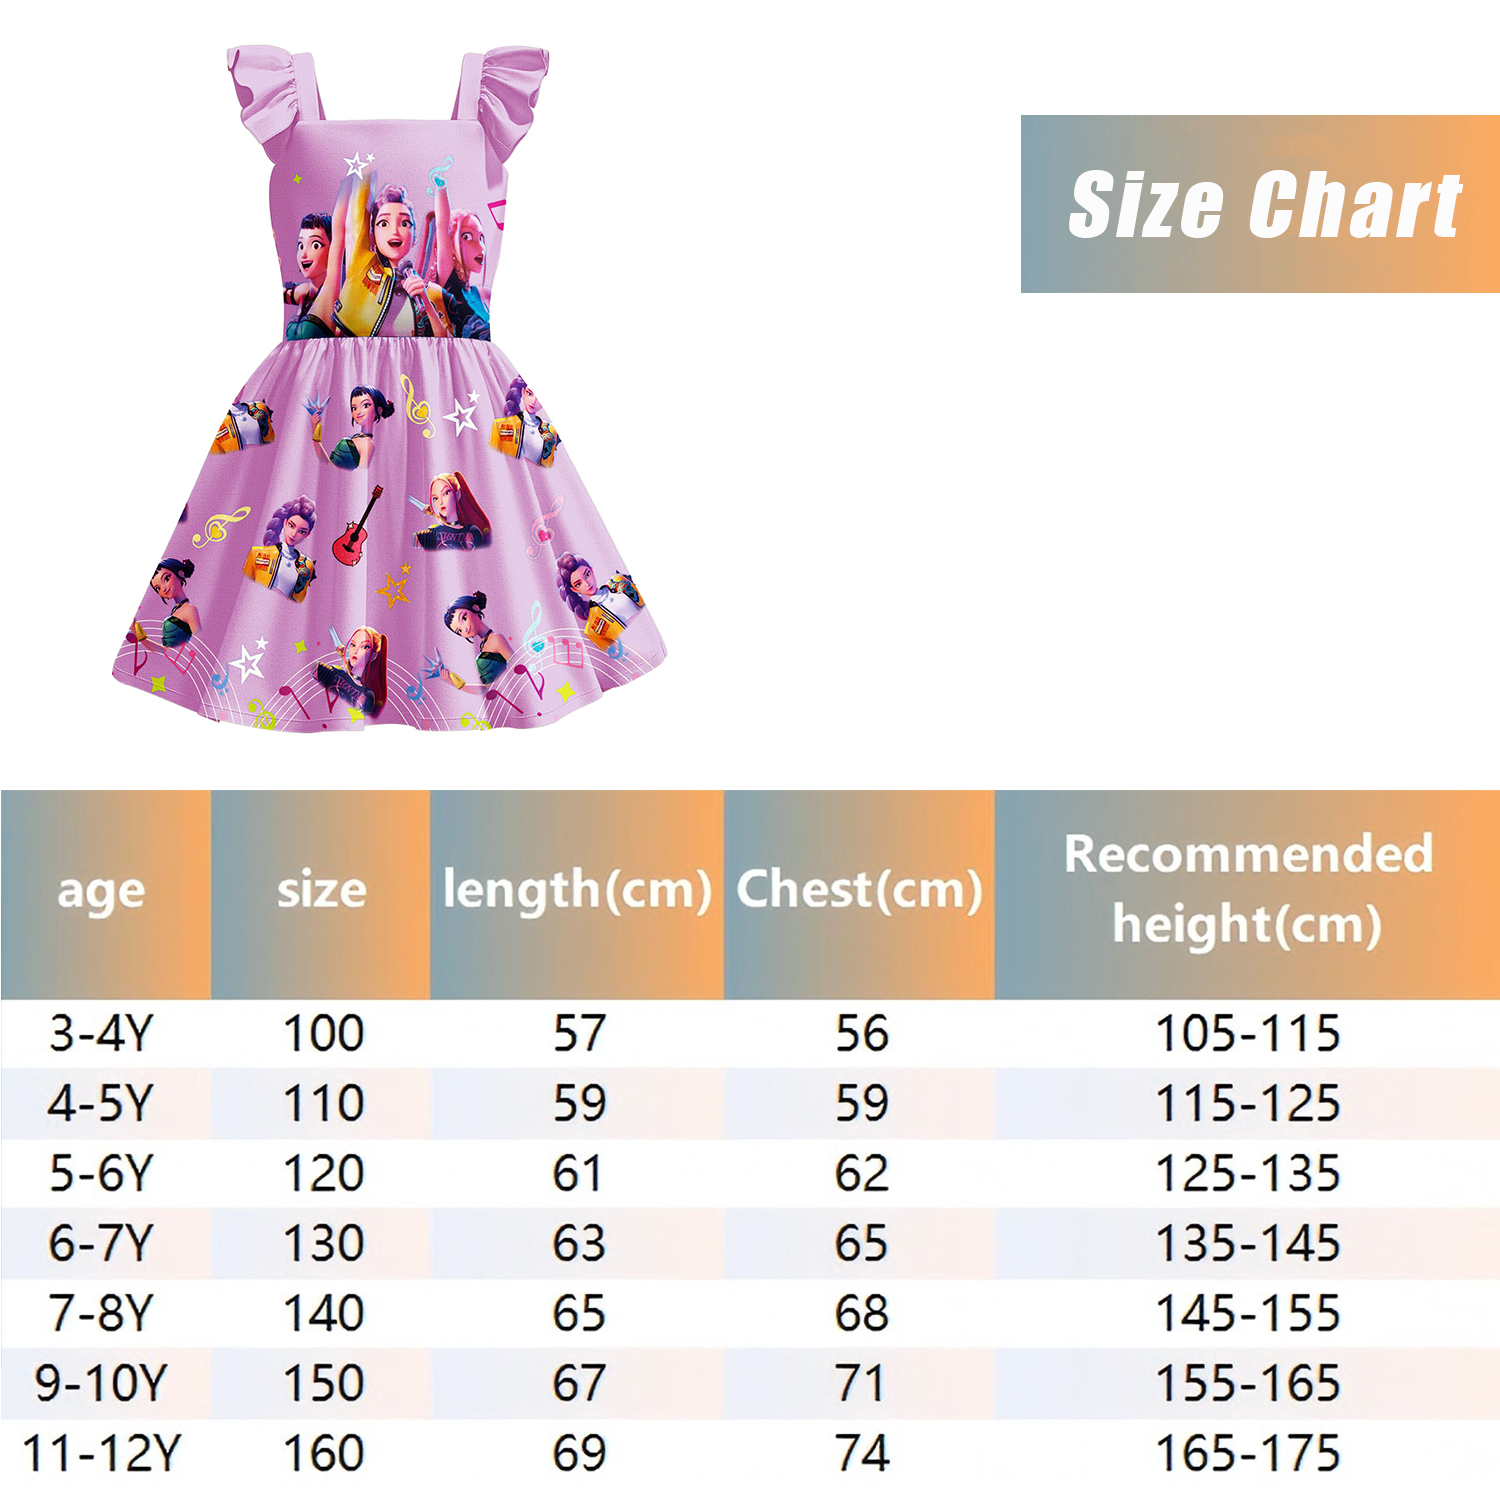 Size Chart
age size length(cm) Chest(cm) Recommended
height(cm)
3-4Y 100 57 56 105-115
4-5Y 110 59 59 115-125
5-6Y 120 61 62 125-135
6-7Y 130 63 65 135-145
7-8Y 140 65 68 145-155
9-10Y 150 67 71 155-165
11-12Y 160 69 74 165-175